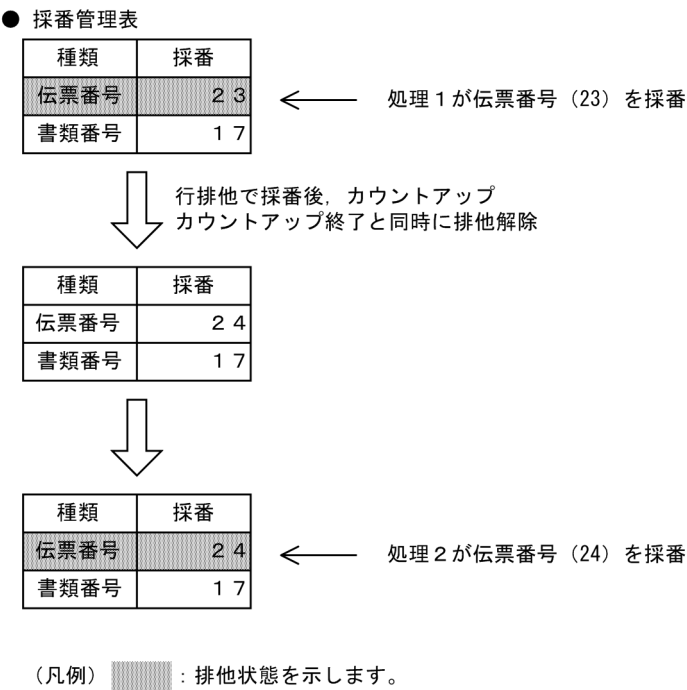 ● 採番管理表
種類 採番
伝票番号 23
書類番号 17
処理1が伝票番号（23）を採番
行排他で採番後，カウントアップ
カウントアップ終了と同時に排他解除
種類 採番
伝票番号 24
書類番号 17
種類 採番
伝票番号 24
書類番号 17
処理2が伝票番号（24）を採番
（凡例） ：排他状態を示します。